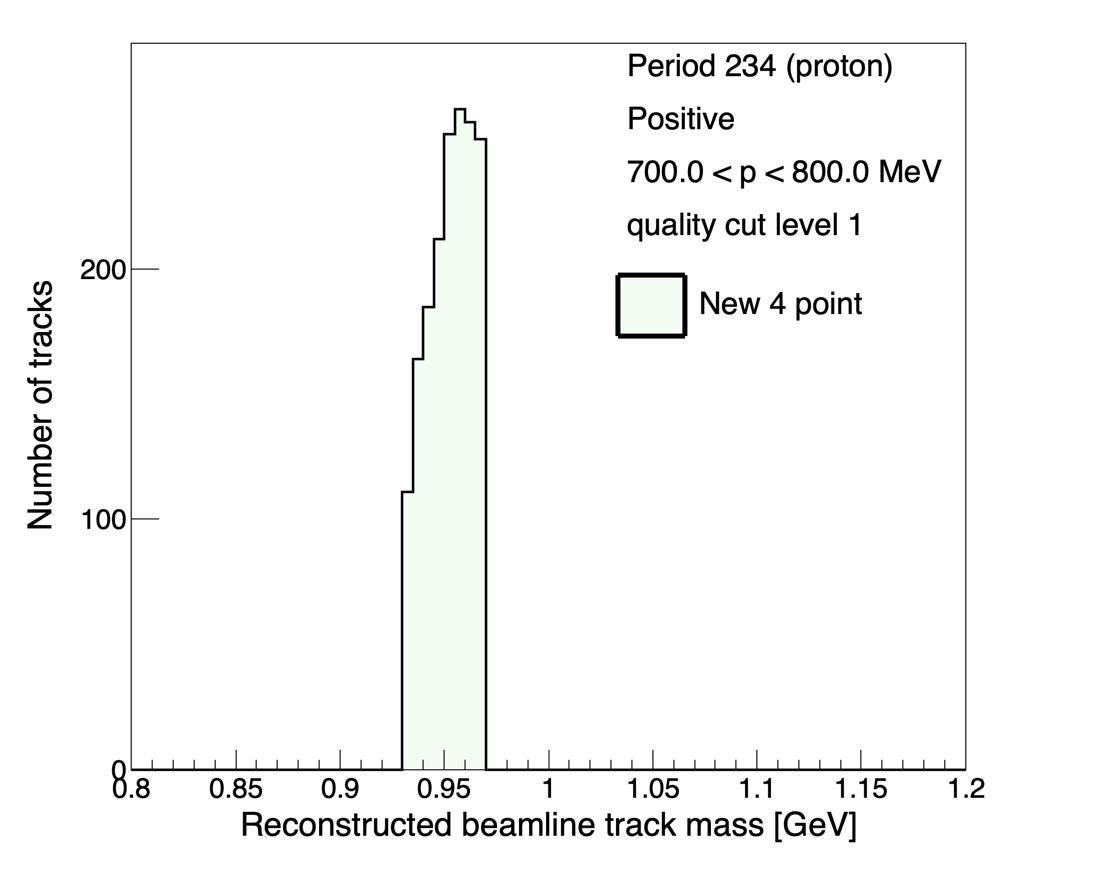 Period 234 (proton)
Positive
700.0 < p < 800.0 MeV
quality cut level 1
New 4 point
Number of tracks
200
100
0
0.8 0.85 0.9 0.95 1 1.05 1.1 1.15 1.2
Reconstructed beamline track mass [GeV]